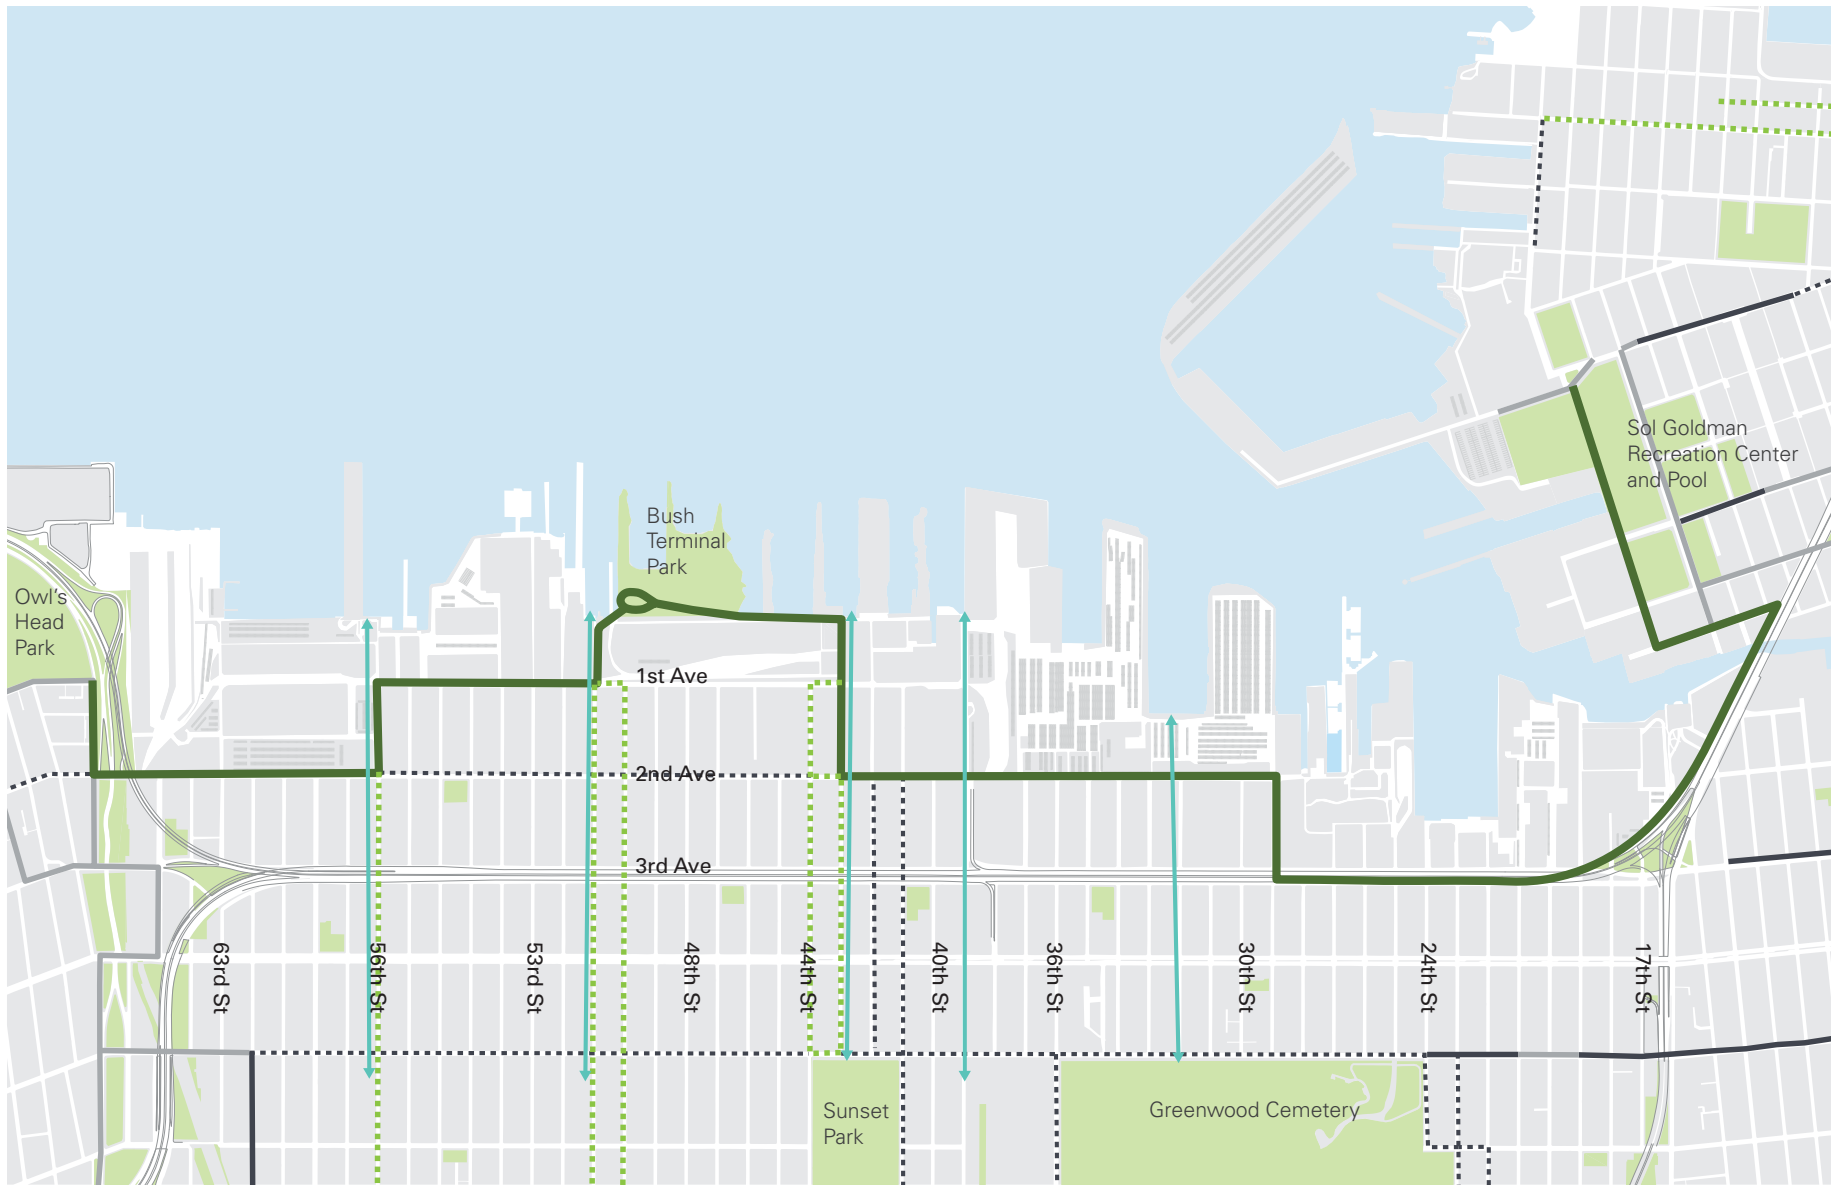 Sol Goldman
Recreation Center
and Pool
Bush
Terminal
Park
Owl's
Head
Park
1st Ave
2nd Ave
3rd Ave
63rd St
56th St
53rd St
48th St
44th St
40th St
36th St
30th St
24th St
17th St
Sunset
Park
Greenwood Cemetery